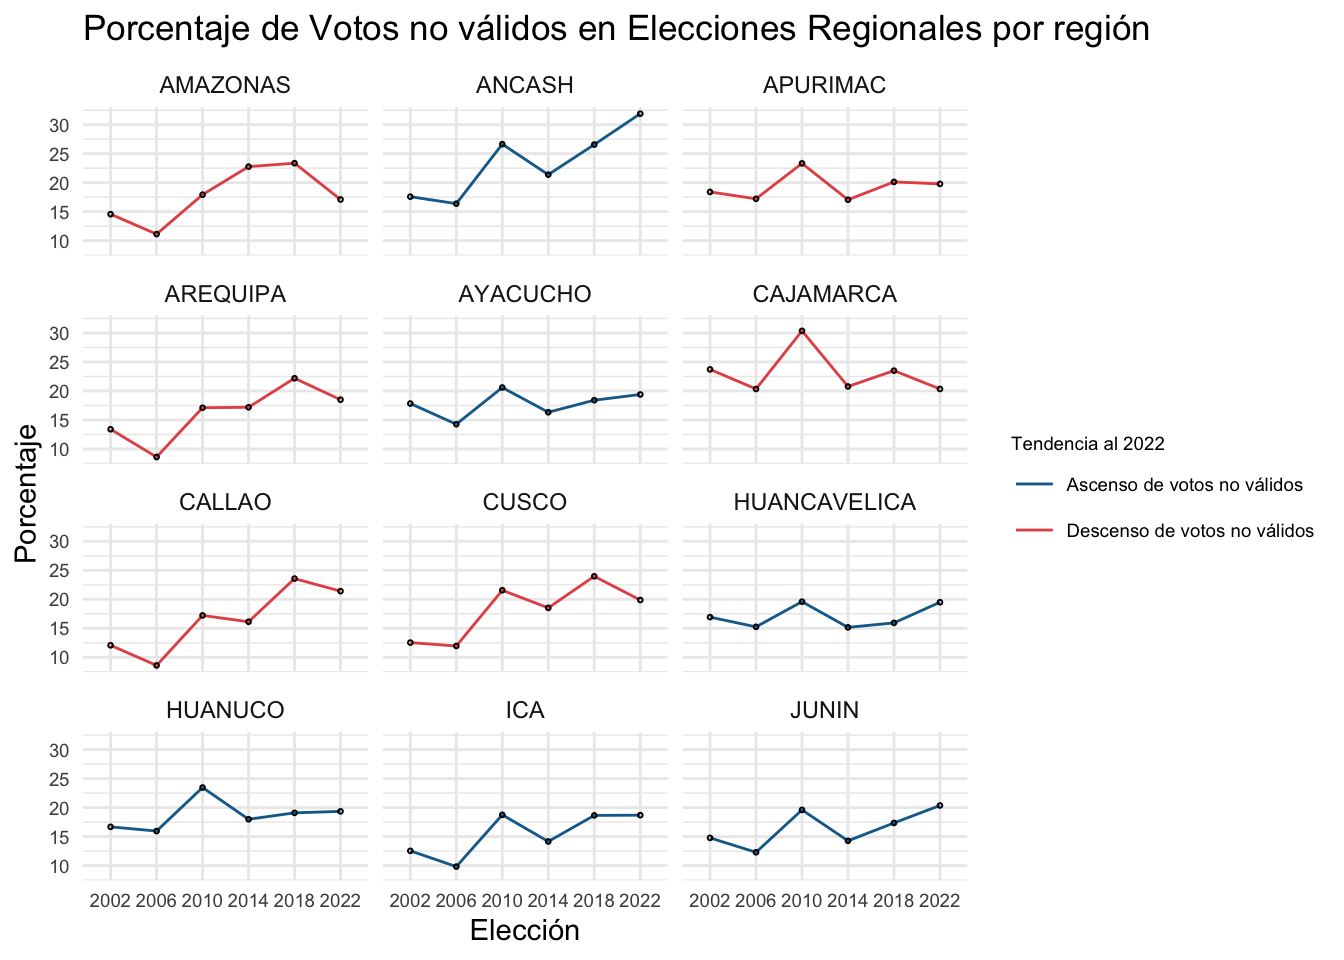 Porcentaje de Votos no válidos en Elecciones Regionales por región
AMAZONAS ANCASH APURIMAC
30
25
20
15
10
AREQUIPA AYACUCHO CAJAMARCA
30
25
20
15
10
Porcentaje
CALLAO CUSCO HUANCAVELICA
30
25
20
15
10
HUANUCO ICA JUNIN
30
25
20
15
10
2002 2006 2010 2014 2018 2022 2002 2006 2010 2014 2018 2022 2002 2006 2010 2014 2018 2022
Elección
Tendencia al 2022
Ascenso de votos no válidos
Descenso de votos no válidos